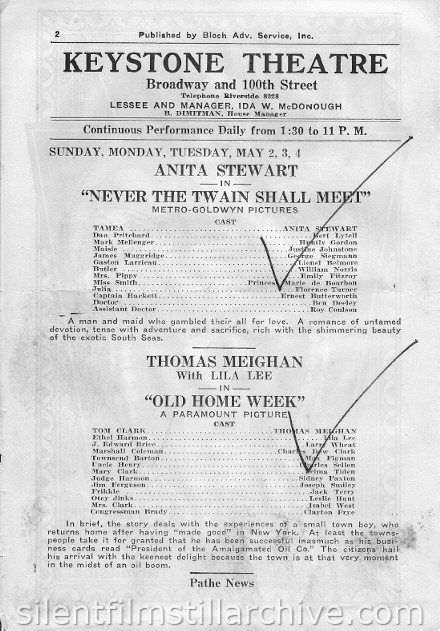 2 Published by Bloch Adv. Service, Inc.
KEYSTONE THEATRE
Broadway and 100th Street
Telephone Riverside 8228
LESSEE AND MANAGER, IDA W. McDONOUGH
B. DIMITMAN, House Manager
Continuous Performance Daily from 1:30 to 11 P. M.
SUNDAY, MONDAY, TUESDAY, MAY 2, 3, 4
ANITA STEWART
— IN —
"NEVER THE TWAIN SHALL MEET"
METRO-GOLDWYN PICTURES
CAST
TAMEA ANITA STEWART
Dan Pritchard Bert Lytell
Mark Mellenger Huntly Gordon
Maisie Justine Johnstone
James Muggridge George Siegmann
Gaston Larrieau Lionel Belmore
Butler William Norris
Mrs. Pippy Emily Fitzroy
Miss Smith Princess Marie de Bourbon
Julia Florence Turner
Captain Hackett Ernest Butterworth
Doctor Ben Deeley
Assistant Doctor Roy Coulson
A man and maid who gambled their all for love. A romance of untamed
devotion, tense with adventure and sacrifice, rich with the shimmering beauty
of the exotic South Seas.
THOMAS MEIGHAN
With LILA LEE
— IN —
"OLD HOME WEEK"
A PARAMOUNT PICTURE
CAST
TOM CLARK THOMAS MEIGHAN
Ethel Harmon Lila Lee
J. Edward Brice Larry Wheat
Marshall Coleman Charles Dow Clark
Townsend Barton Max Figman
Uncle Henry Charles Sellon
Mary Clark Zelma Tiden
Judge Harmon Sidney Paxton
Jim Ferguson Joseph Smiley
Frikkle Jack Terry
Otey Jinks Leslie Hunt
Mrs. Clark Isabel West
Congressman Brady Clayton Frye
In brief, the story deals with the experiences of a small town boy, who
returns home after having "made good" in New York. At least the towns-
people take it for granted that he has been successful inasmuch as his busi-
ness cards read "President of the Amalgamated Oil Co." The citizens hail
his arrival with the keenest delight because the town is at that very moment
in the midst of an oil boom.
Pathe News
silentfilmstillarchive.com